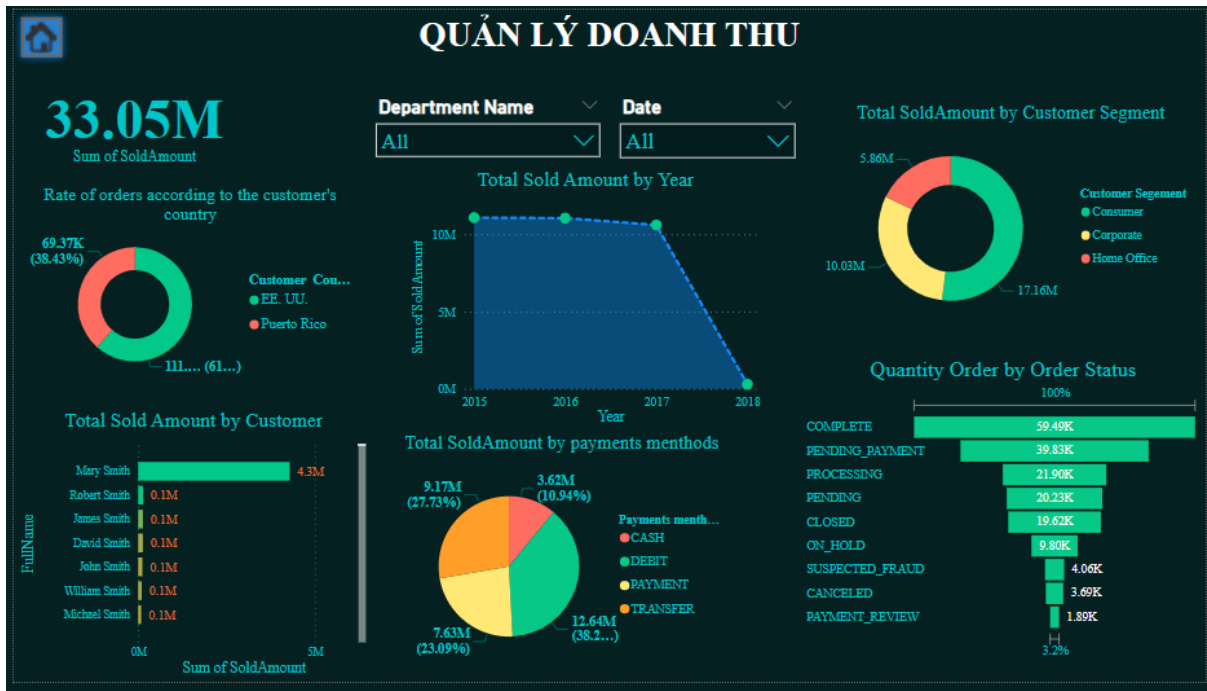 QUẢN LÝ DOANH THU
33.05M
Sum of SoldAmount
Department Name
All
Date
All
Rate of orders according to the customer's
country
69.37K
(38.43%)
111.... (61...)
Customer Cou...
EE. UU.
Puerto Rico
Total Sold Amount by Year
Sum of Sold Amount
10M
5M
0M
2015
2016
2017
2018
Year
Total SoldAmount by Customer Segment
5.86M
10.03M
17.16M
Customer Segement
Consumer
Corporate
Home Office
Total Sold Amount by Customer
FullName
Mary Smith
4.3M
Robert Smith
0.1M
James Smith
0.1M
David Smith
0.1M
John Smith
0.1M
William Smith
0.1M
Michael Smith
0.1M
0M
5M
Sum of SoldAmount
Total SoldAmount by payments menthods
9.17M
(27.73%)
3.62M
(10.94%)
7.63M
(23.09%)
12.64M
(38.2...)
Payments menth...
CASH
DEBIT
PAYMENT
TRANSFER
Quantity Order by Order Status
100%
COMPLETE
59.49K
PENDING_PAYMENT
39.83K
PROCESSING
21.90K
PENDING
20.23K
CLOSED
19.62K
ON_HOLD
9.80K
SUSPECTED_FRAUD
4.06K
CANCELED
3.69K
PAYMENT_REVIEW
1.89K
3.2%